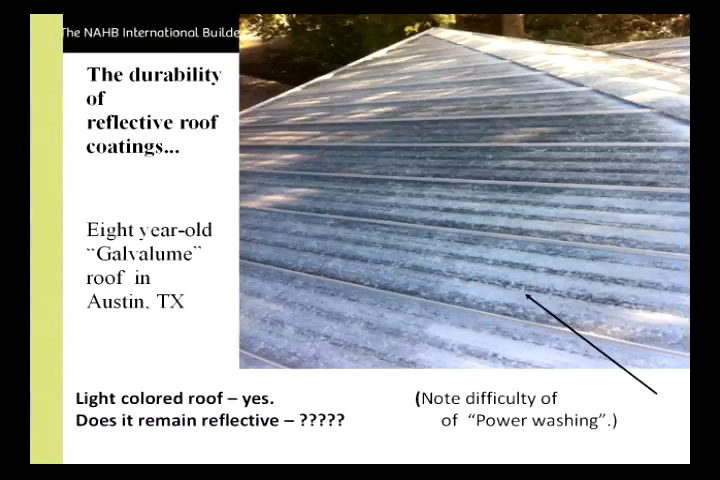 The NAHB International Builde
The durability
of
reflective roof
coatings...
Eight year-old
“Galvalume”
roof in
Austin, TX
Light colored roof – yes.
Does it remain reflective – ?????
(Note difficulty of
of “Power washing”.)